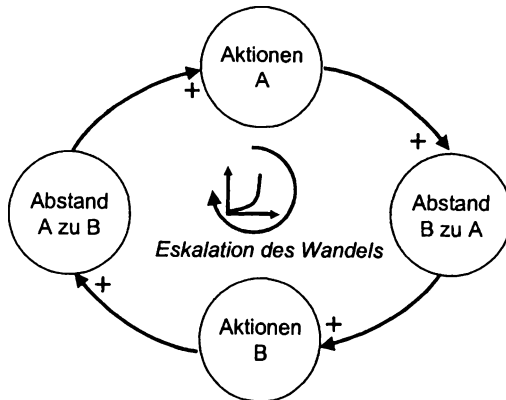 Aktionen
A
+
+
Abstand
A zu B
Abstand
B zu A
Eskalation des Wandels
+
+
Aktionen
B